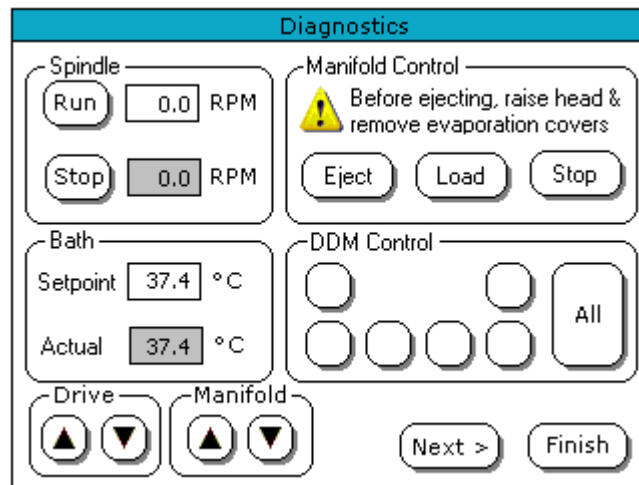 Diagnostics
Spindle
Run 0.0 RPM
Stop 0.0 RPM
Manifold Control
Before ejecting, raise head &
remove evaporation covers
Eject Load Stop
Bath
Setpoint 37.4 °C
Actual 37.4 °C
DDM Control
All
Drive
Manifold
Next > Finish